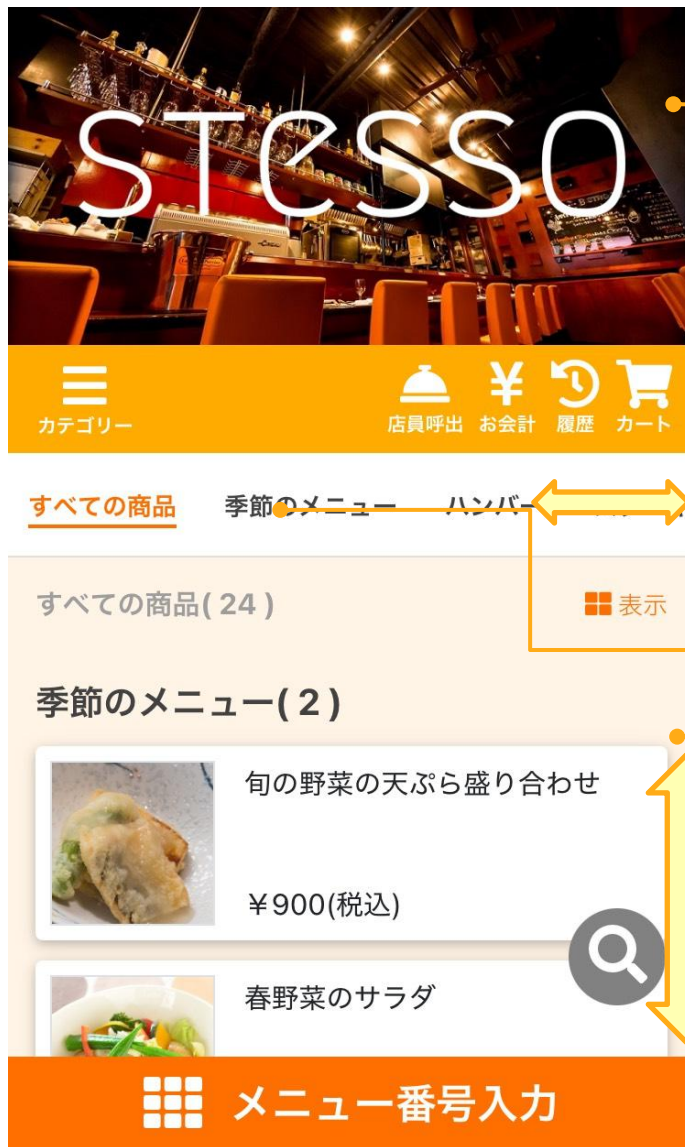 stesso
カテゴリー
店員呼出 お会計 履歴 カート
すべての商品 季節のメニュー ハンバー
すべての商品( 24 )
表示
季節のメニュー( 2 )
旬の野菜の天ぷら盛り合わせ
￥900(税込)
春野菜のサラダ
メニュー番号入力